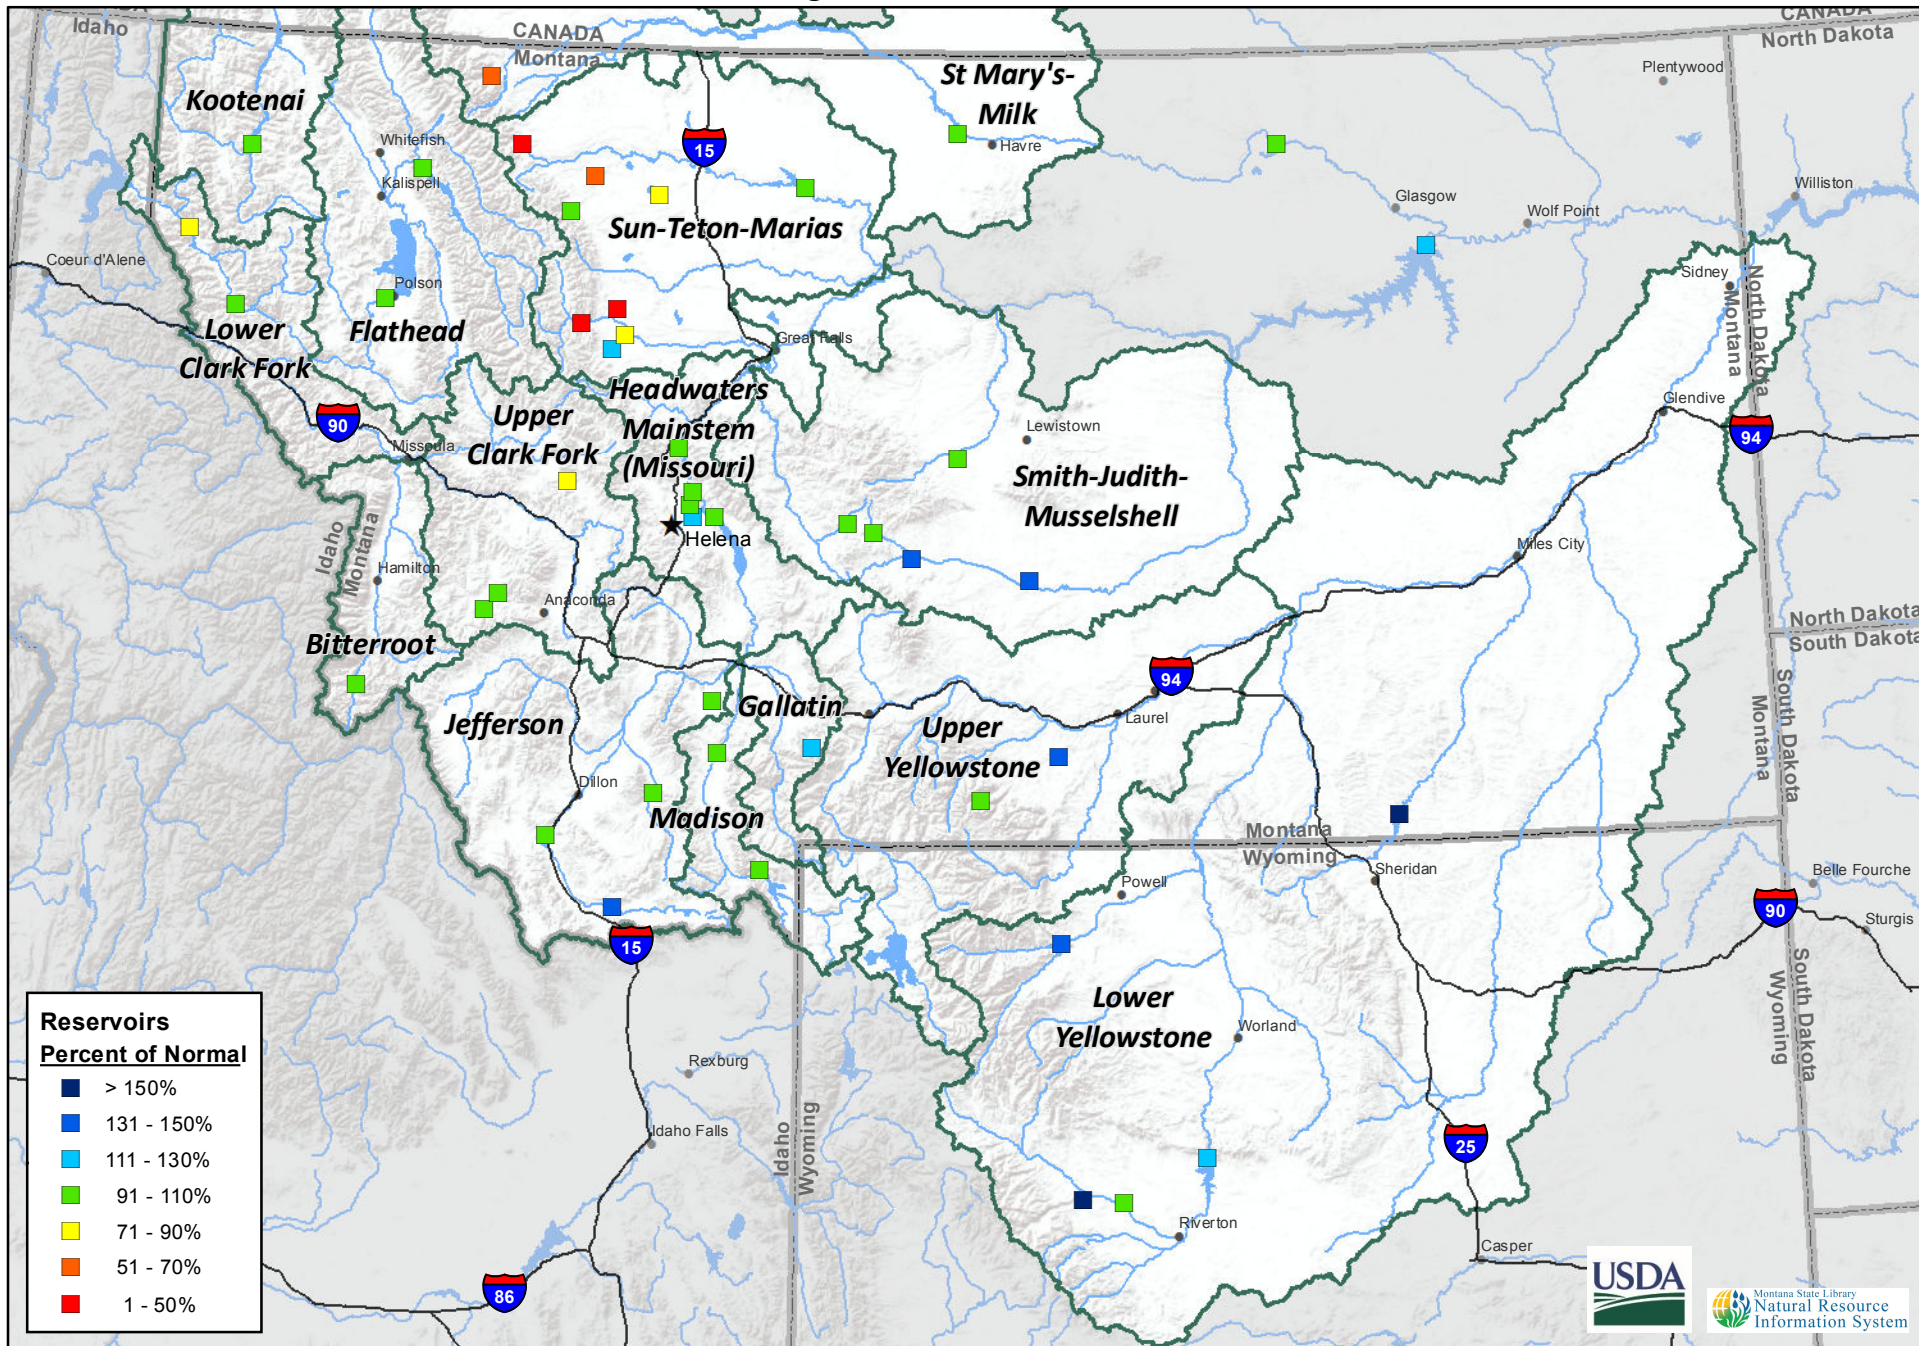 CANADA
Idaho
CANADA
Montana
CANADA
North Dakota
Kootenai
St Mary's-
Milk
Plentywood
Whitefish
15
Havre
Kalispell
Glasgow
Williston
Wolf Point
Sun-Teton-Marias
Coeur d'Alene
Polson
Sidney
North Dakota
Montana
Lower
Clark Fork
Flathead
Great Falls
Headwaters
Mainstem
(Missouri)
Upper
Clark Fork
90
Missoula
Lewistown
Glendive
94
Smith-Judith-
Musselshell
Helena
Idaho
Montana
Hamilton
Miles City
Anaconda
Bitterroot
North Dakota
South Dakota
94
Jefferson
Gallatin
Laurel
Upper
Yellowstone
South Dakota
Montana
Dillon
Madison
Montana
Wyoming
Sheridan
Powell
Belle Fourche
90
Sturgis
15
Lower
Yellowstone
Worland
South Dakota
Wyoming
Reservoirs
Percent of Normal
> 150%
131 - 150%
111 - 130%
91 - 110%
71 - 90%
51 - 70%
1 - 50%
Rexburg
Idaho Falls
Idaho
Wyoming
25
Riverton
Casper
86
USDA
Montana State Library
Natural Resource
Information System